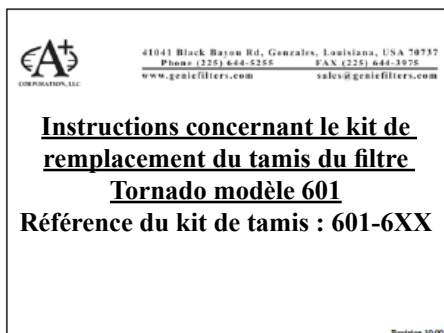 A+
CORPORATION, LLC
41041 Black Bayou Rd, Gonzales, Louisiana, USA 70737
Phone (225) 644-5255 FAX (225) 644-3975
www.geniefilters.com sales@geniefilters.com
Instructions concernant le kit de
remplacement du tamis du filtre
Tornado modèle 601
Référence du kit de tamis : 601-6XX
Revision